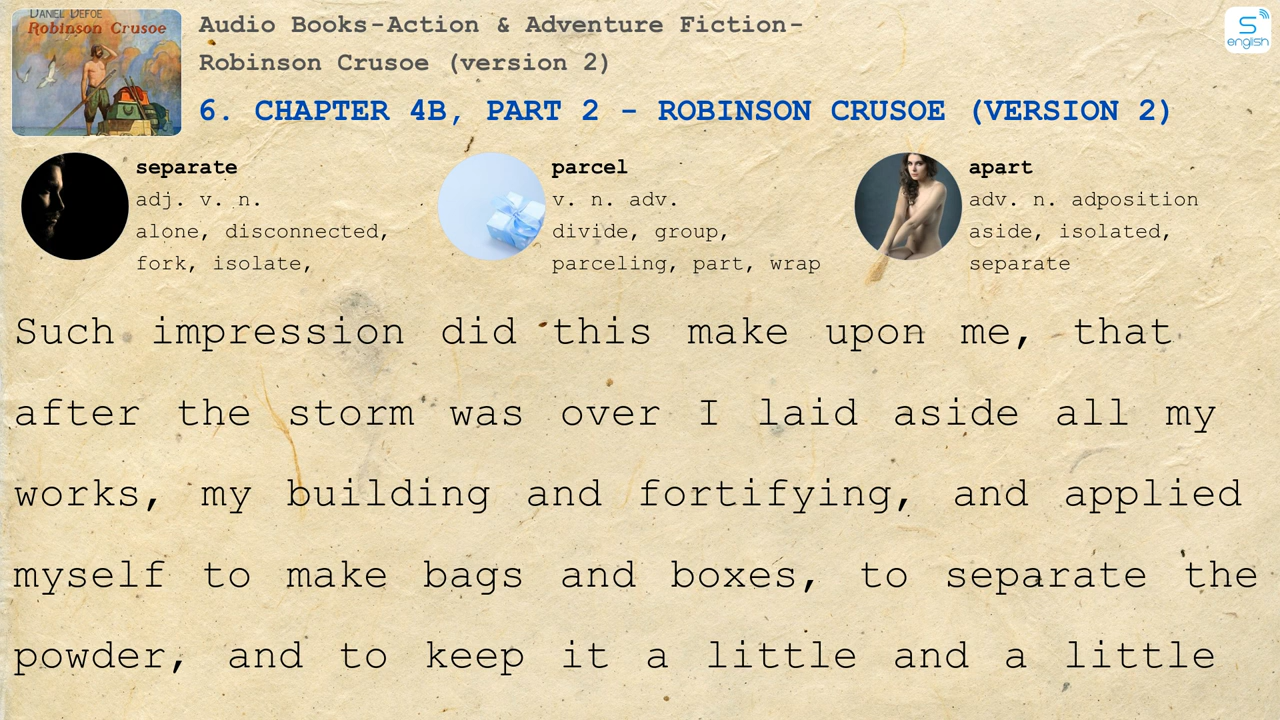 DANIEL DEFOE
Robinson Crusoe
Audio Books-Action & Adventure Fiction-
Robinson Crusoe (version 2)
6. CHAPTER 4B, PART 2 - ROBINSON CRUSOE (VERSION 2)
S
english
separate
adj. v. n.
alone, disconnected,
fork, isolate,
parcel
v. n. adv.
divide, group,
parceling, part, wrap
apart
adv. n. adposition
aside, isolated,
separate
Such impression did this make upon me, that
after the storm was over I laid aside all my
works, my building and fortifying, and applied
myself to make bags and boxes, to separate the
powder, and to keep it a little and a little